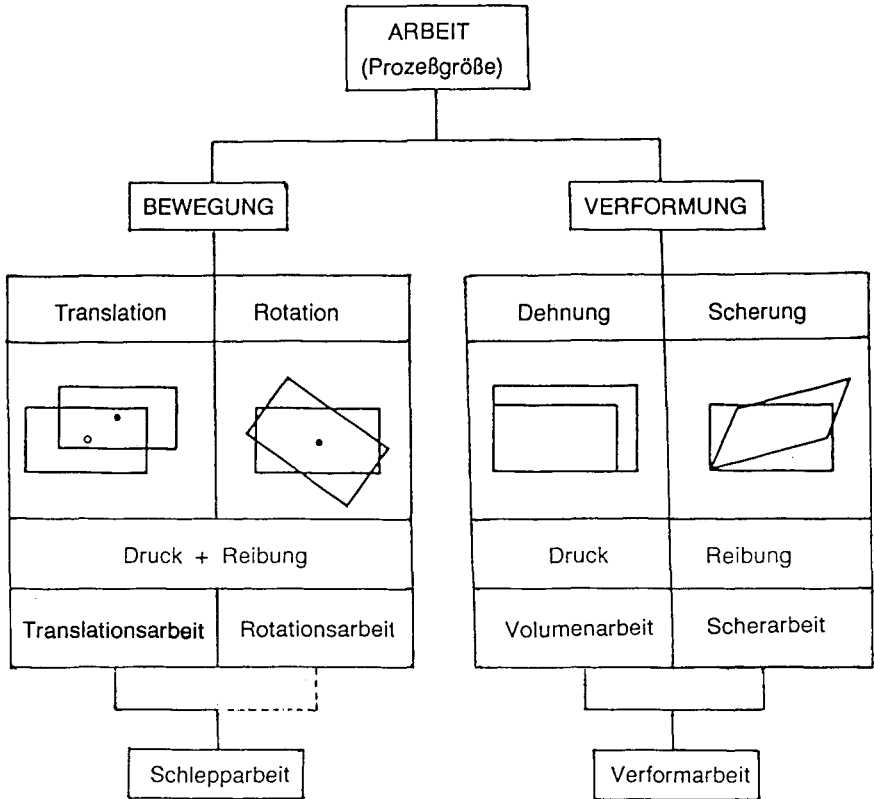 ARBEIT
(Prozeßgröße)
BEWEGUNG
VERFORMUNG
Translation
Rotation
Dehnung
Scherung
Druck + Reibung
Druck
Reibung
Translationsarbeit
Rotationsarbeit
Volumenarbeit
Scherarbeit
Schlepparbeit
Verformarbeit